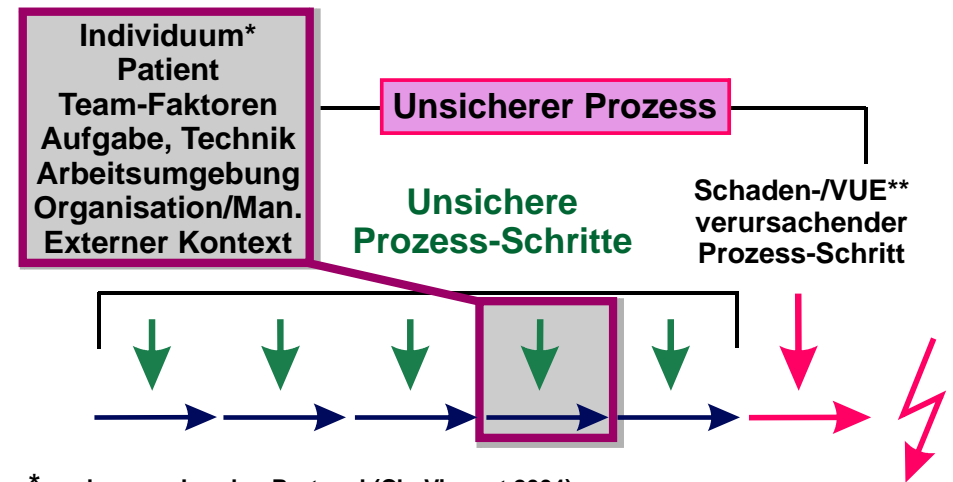 Individuum*
Patient
Team-Faktoren
Aufgabe, Technik
Arbeitsumgebung
Organisation/Man.
Externer Kontext
Unsicherer Prozess
Unsichere
Prozess-Schritte
Schaden-/VUE**
verursachender
Prozess-Schritt
*